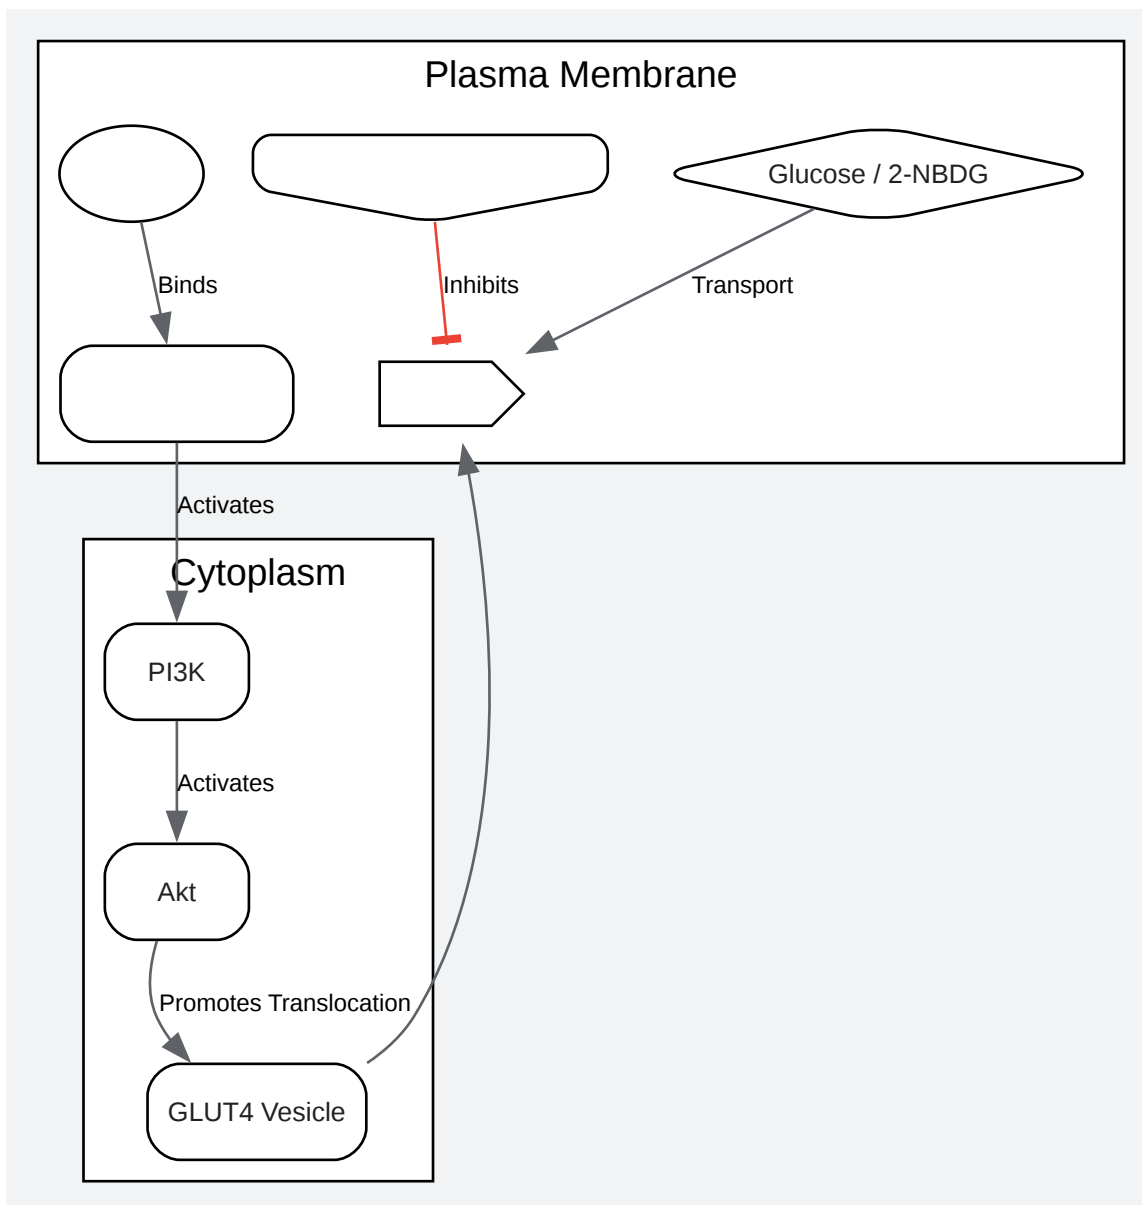 Plasma Membrane
Glucose / 2-NBDG
Binds
Inhibits
Transport
Activates
Cytoplasm
PI3K
Activates
Akt
Promotes Translocation
GLUT4 Vesicle